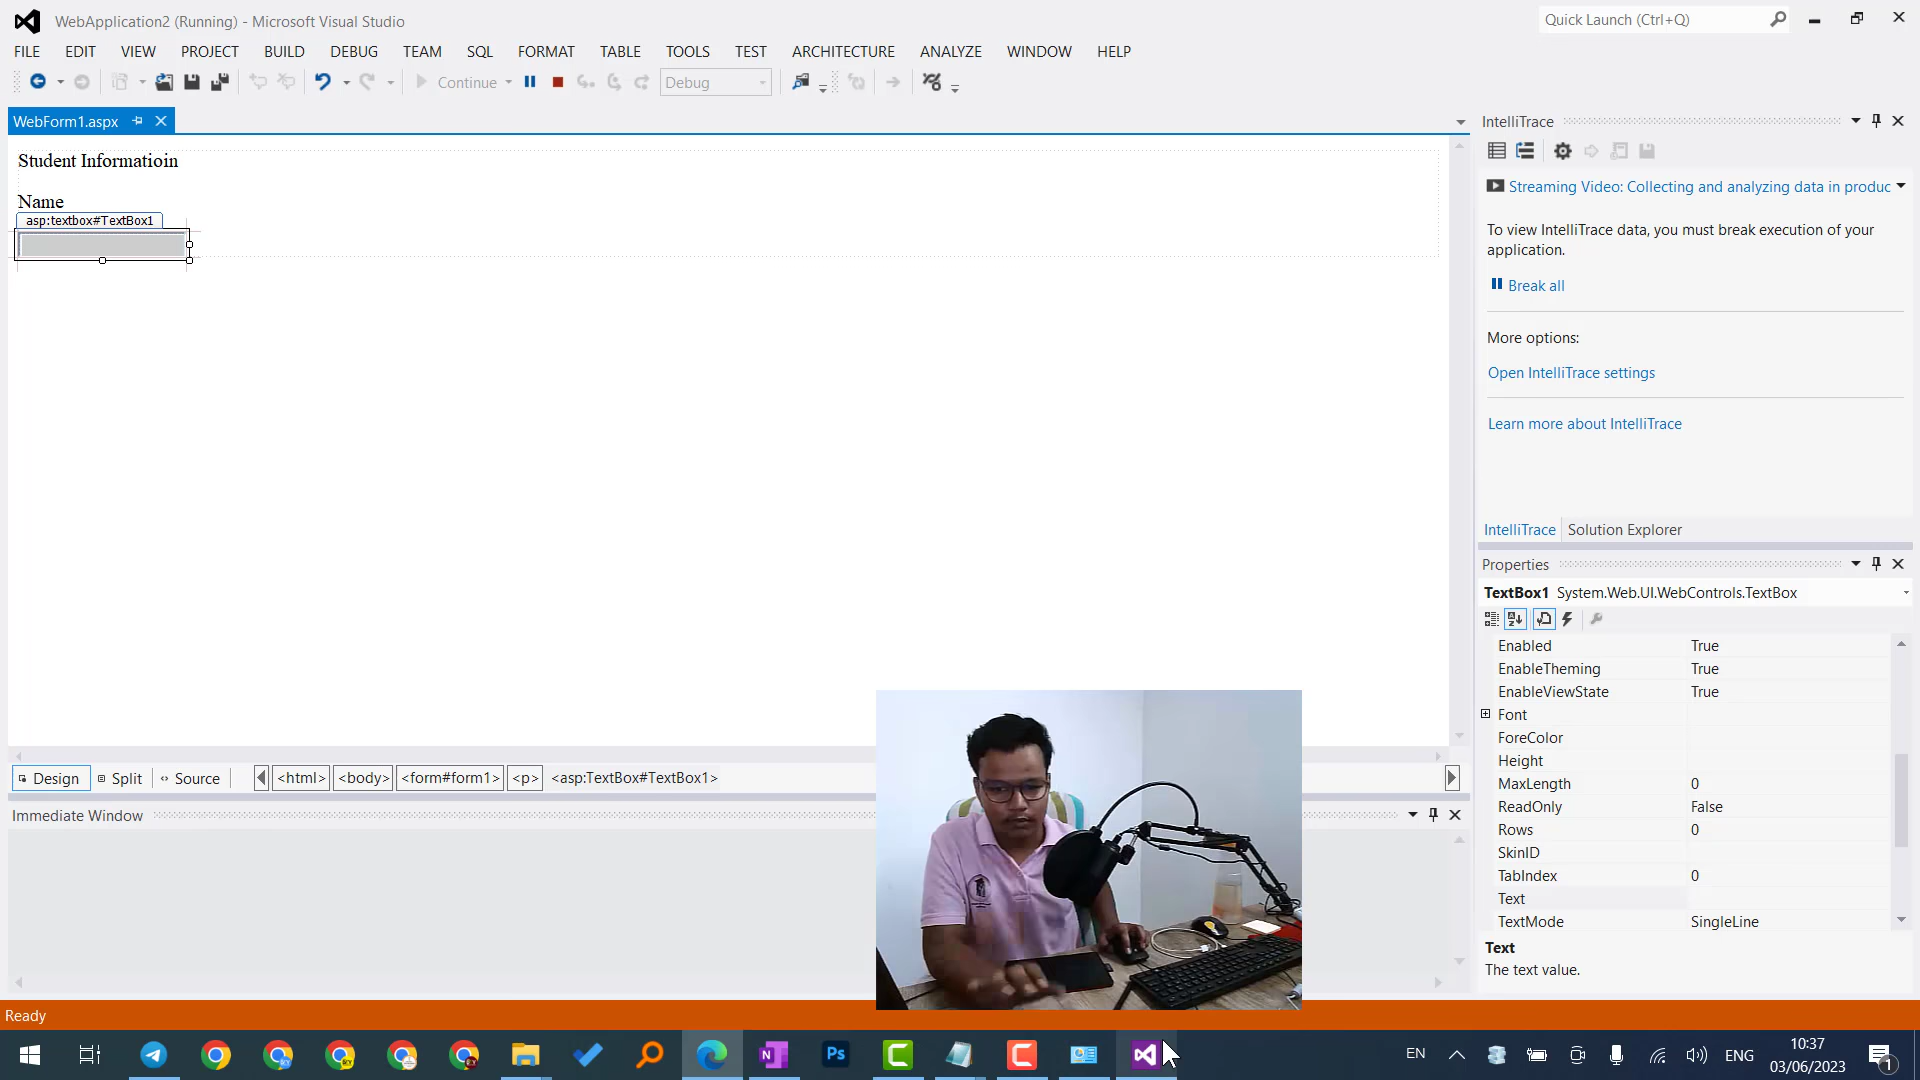 WebApplication2 (Running) - Microsoft Visual Studio
Quick Launch (Ctrl+Q)
FILE EDIT VIEW PROJECT BUILD DEBUG TEAM SQL FORMAT TABLE TOOLS TEST ARCHITECTURE ANALYZE WINDOW HELP
Continue Debug
WebForm1.aspx
Student Informatioin
Name
asp:textbox#TextBox1
IntelliTrace
Streaming Video: Collecting and analyzing data in produc
To view IntelliTrace data, you must break execution of your
application.
Break all
More options:
Open IntelliTrace settings
Learn more about IntelliTrace
IntelliTrace Solution Explorer
Properties
TextBox1 System.Web.UI.WebControls.TextBox
Enabled True
EnableTheming True
EnableViewState True
Font
ForeColor
Height
MaxLength 0
ReadOnly False
Rows 0
SkinID
TabIndex 0
Text
TextMode SingleLine
Text
The text value.
Design Split Source <html> <body> <form#form1> <p> <asp:TextBox#TextBox1>
Immediate Window
Ready
EN ENG
10:37
03/06/2023
1
N Ps